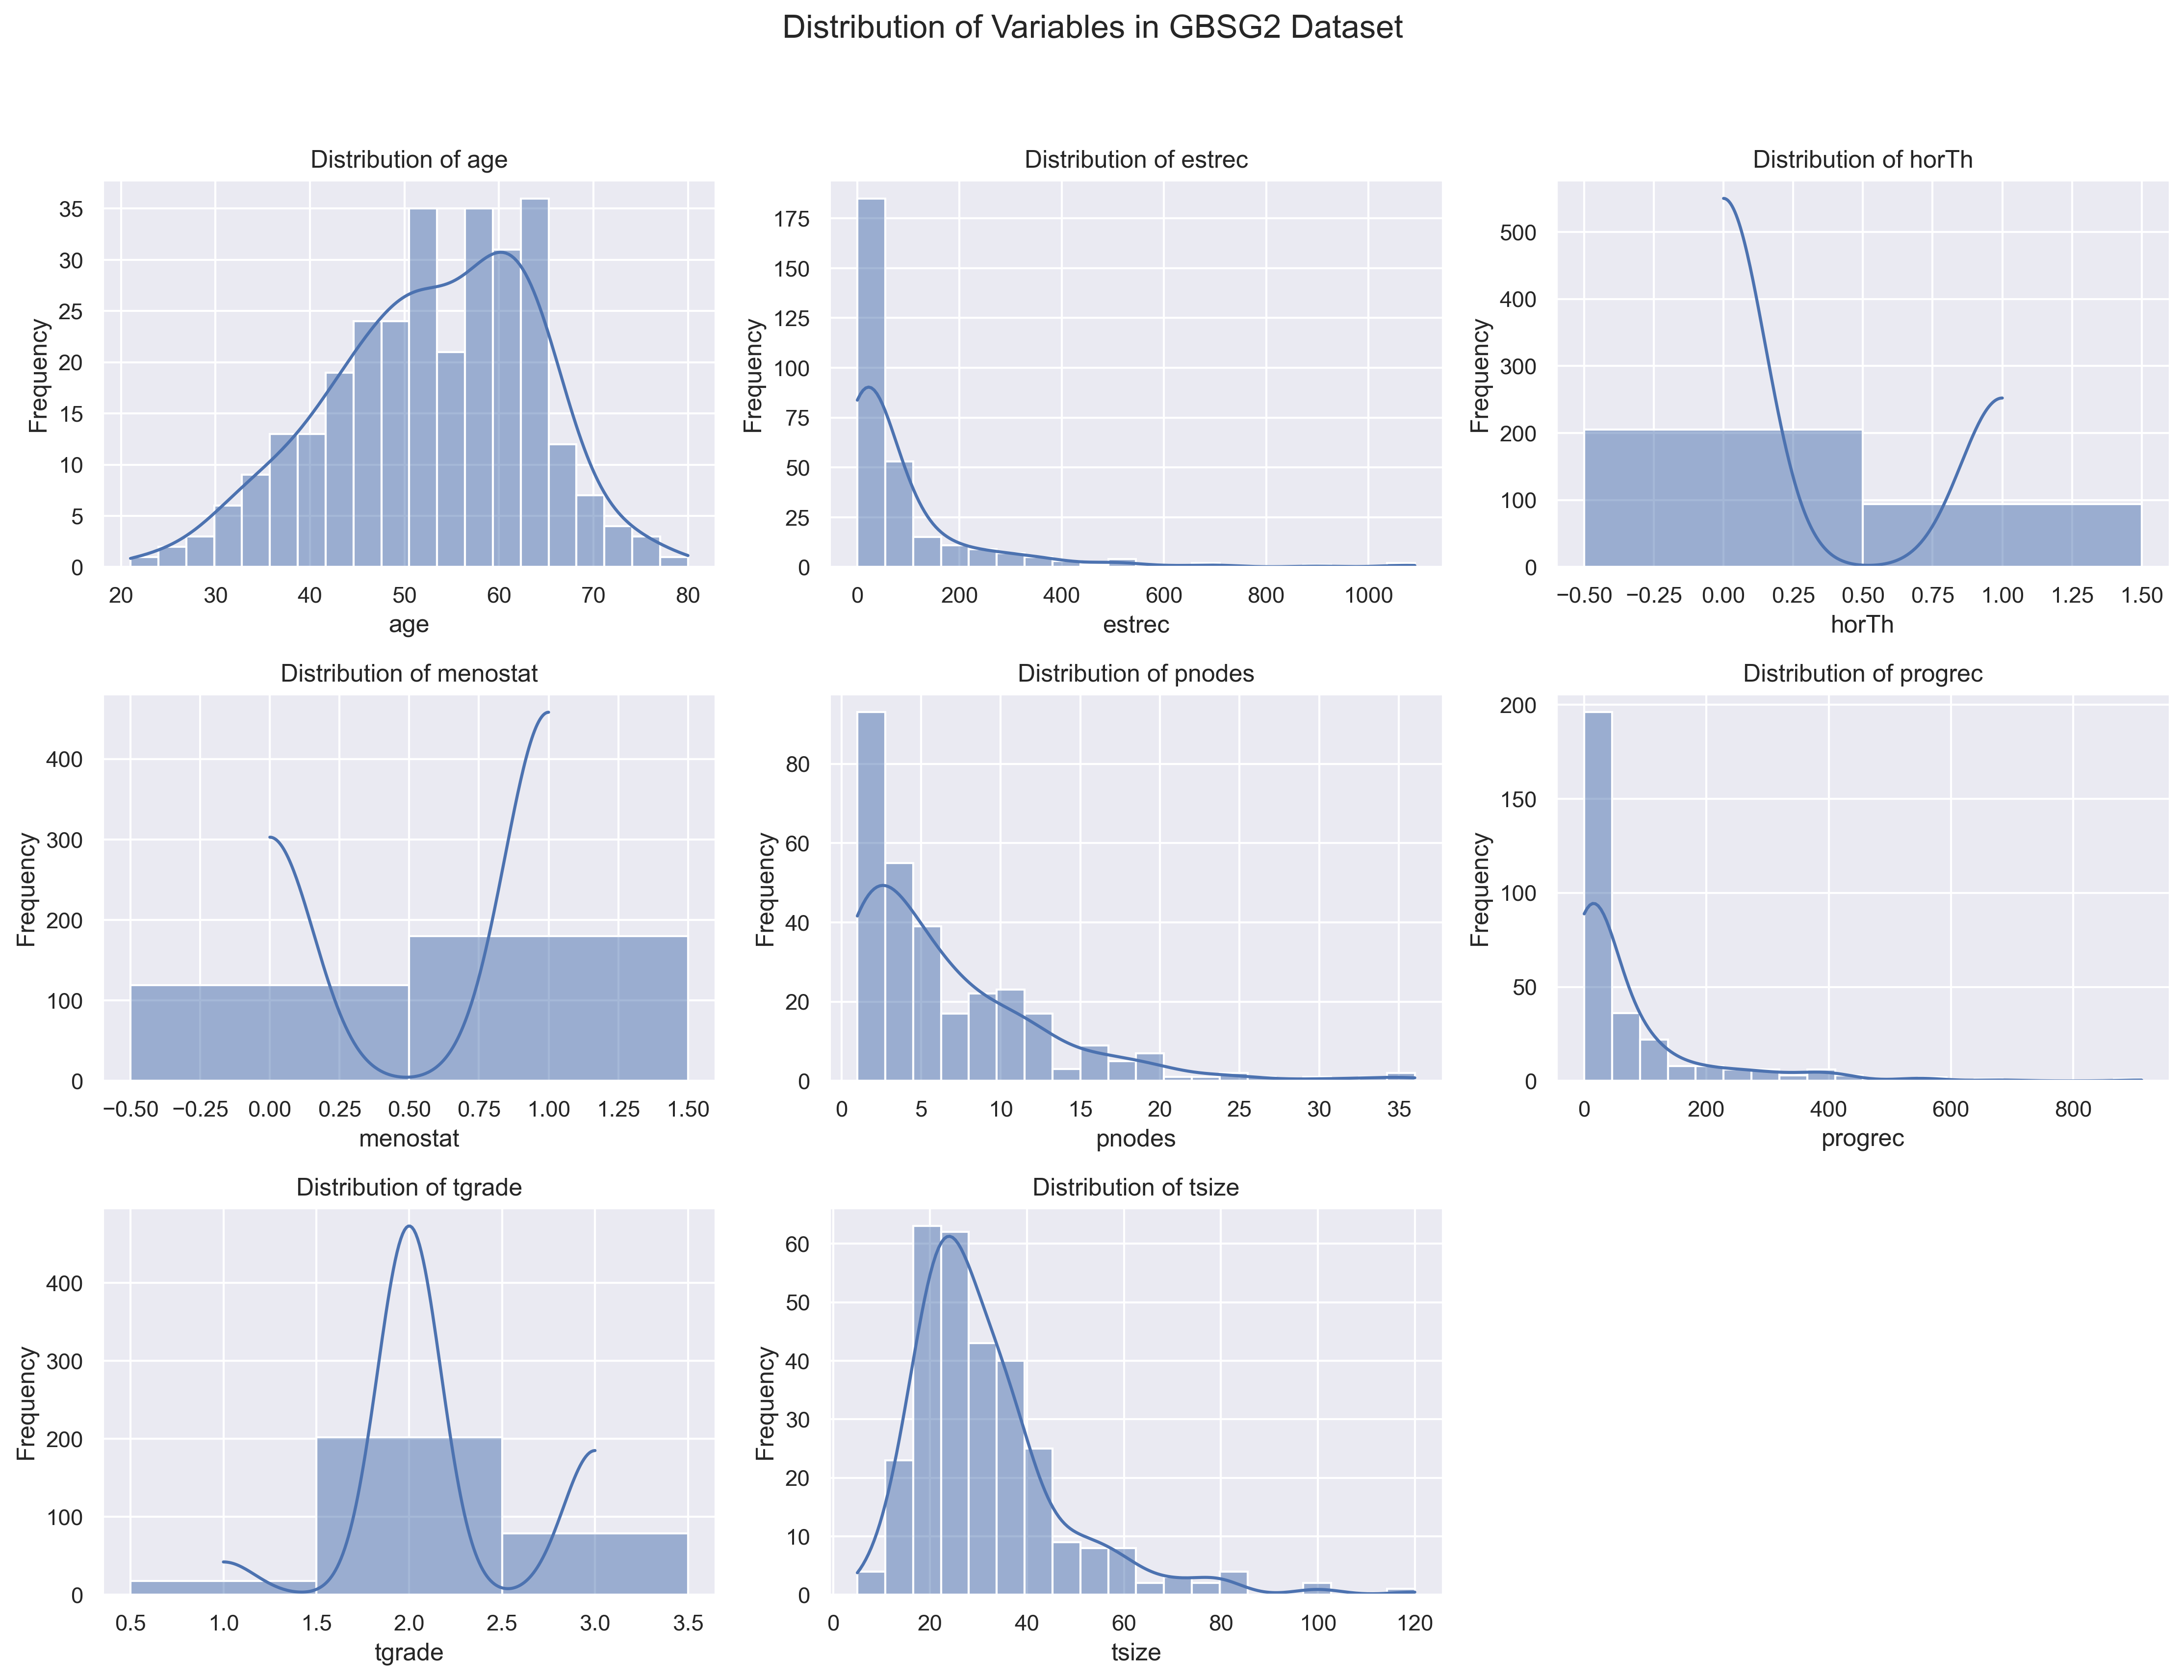 Distribution of Variables in GBSG2 Dataset
Distribution of age
Frequency
35
30
25
20
15
10
5
0
20 30 40 50 60 70 80
age
Distribution of estrec
Frequency
175
150
125
100
75
50
25
0
0 200 400 600 800 1000
estrec
Distribution of horTh
Frequency
500
400
300
200
100
0
−0.50 −0.25 0.00 0.25 0.50 0.75 1.00 1.25 1.50
horTh
Distribution of menostat
Frequency
400
300
200
100
0
−0.50 −0.25 0.00 0.25 0.50 0.75 1.00 1.25 1.50
menostat
Distribution of pnodes
Frequency
80
60
40
20
0
0 5 10 15 20 25 30 35
pnodes
Distribution of progrec
Frequency
200
150
100
50
0
0 200 400 600 800
progrec
Distribution of tgrade
Frequency
400
300
200
100
0
0.5 1.0 1.5 2.0 2.5 3.0 3.5
tgrade
Distribution of tsize
Frequency
60
50
40
30
20
10
0
0 20 40 60 80 100 120
tsize